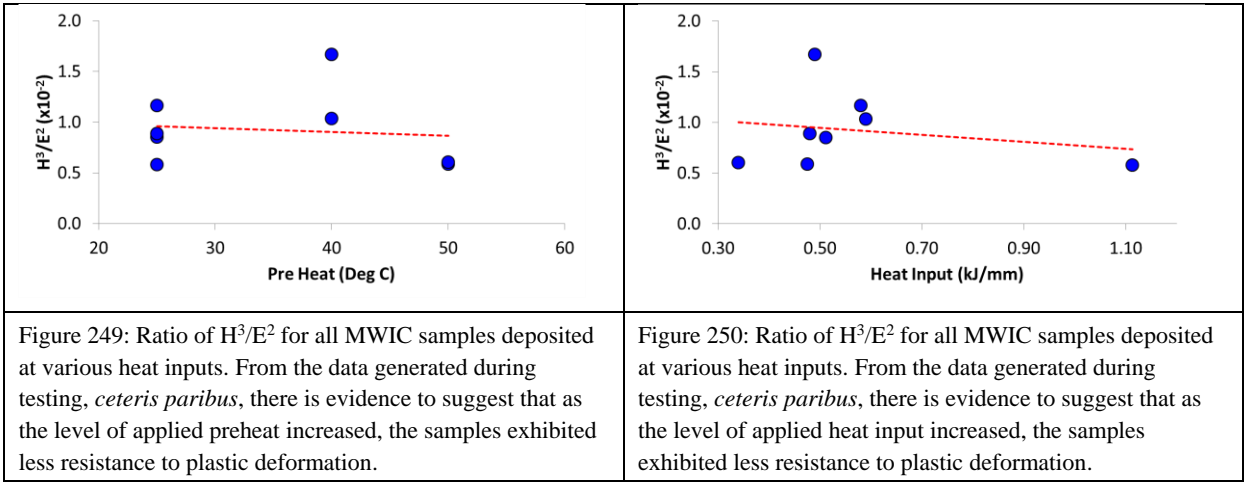 2.0
1.5
1.0
0.5
0.0
H³/E² (x10⁻²)
20 30 40 50 60
Pre Heat (Deg C)
2.0
1.5
1.0
0.5
0.0
H³/E² (x10⁻²)
0.30 0.50 0.70 0.90 1.10
Heat Input (kJ/mm)
Figure 249: Ratio of H³/E² for all MWIC samples deposited
at various heat inputs. From the data generated during
testing, ceteris paribus, there is evidence to suggest that as
the level of applied preheat increased, the samples exhibited
less resistance to plastic deformation.
Figure 250: Ratio of H³/E² for all MWIC samples deposited
at various heat inputs. From the data generated during
testing, ceteris paribus, there is evidence to suggest that as
the level of applied heat input increased, the samples
exhibited less resistance to plastic deformation.